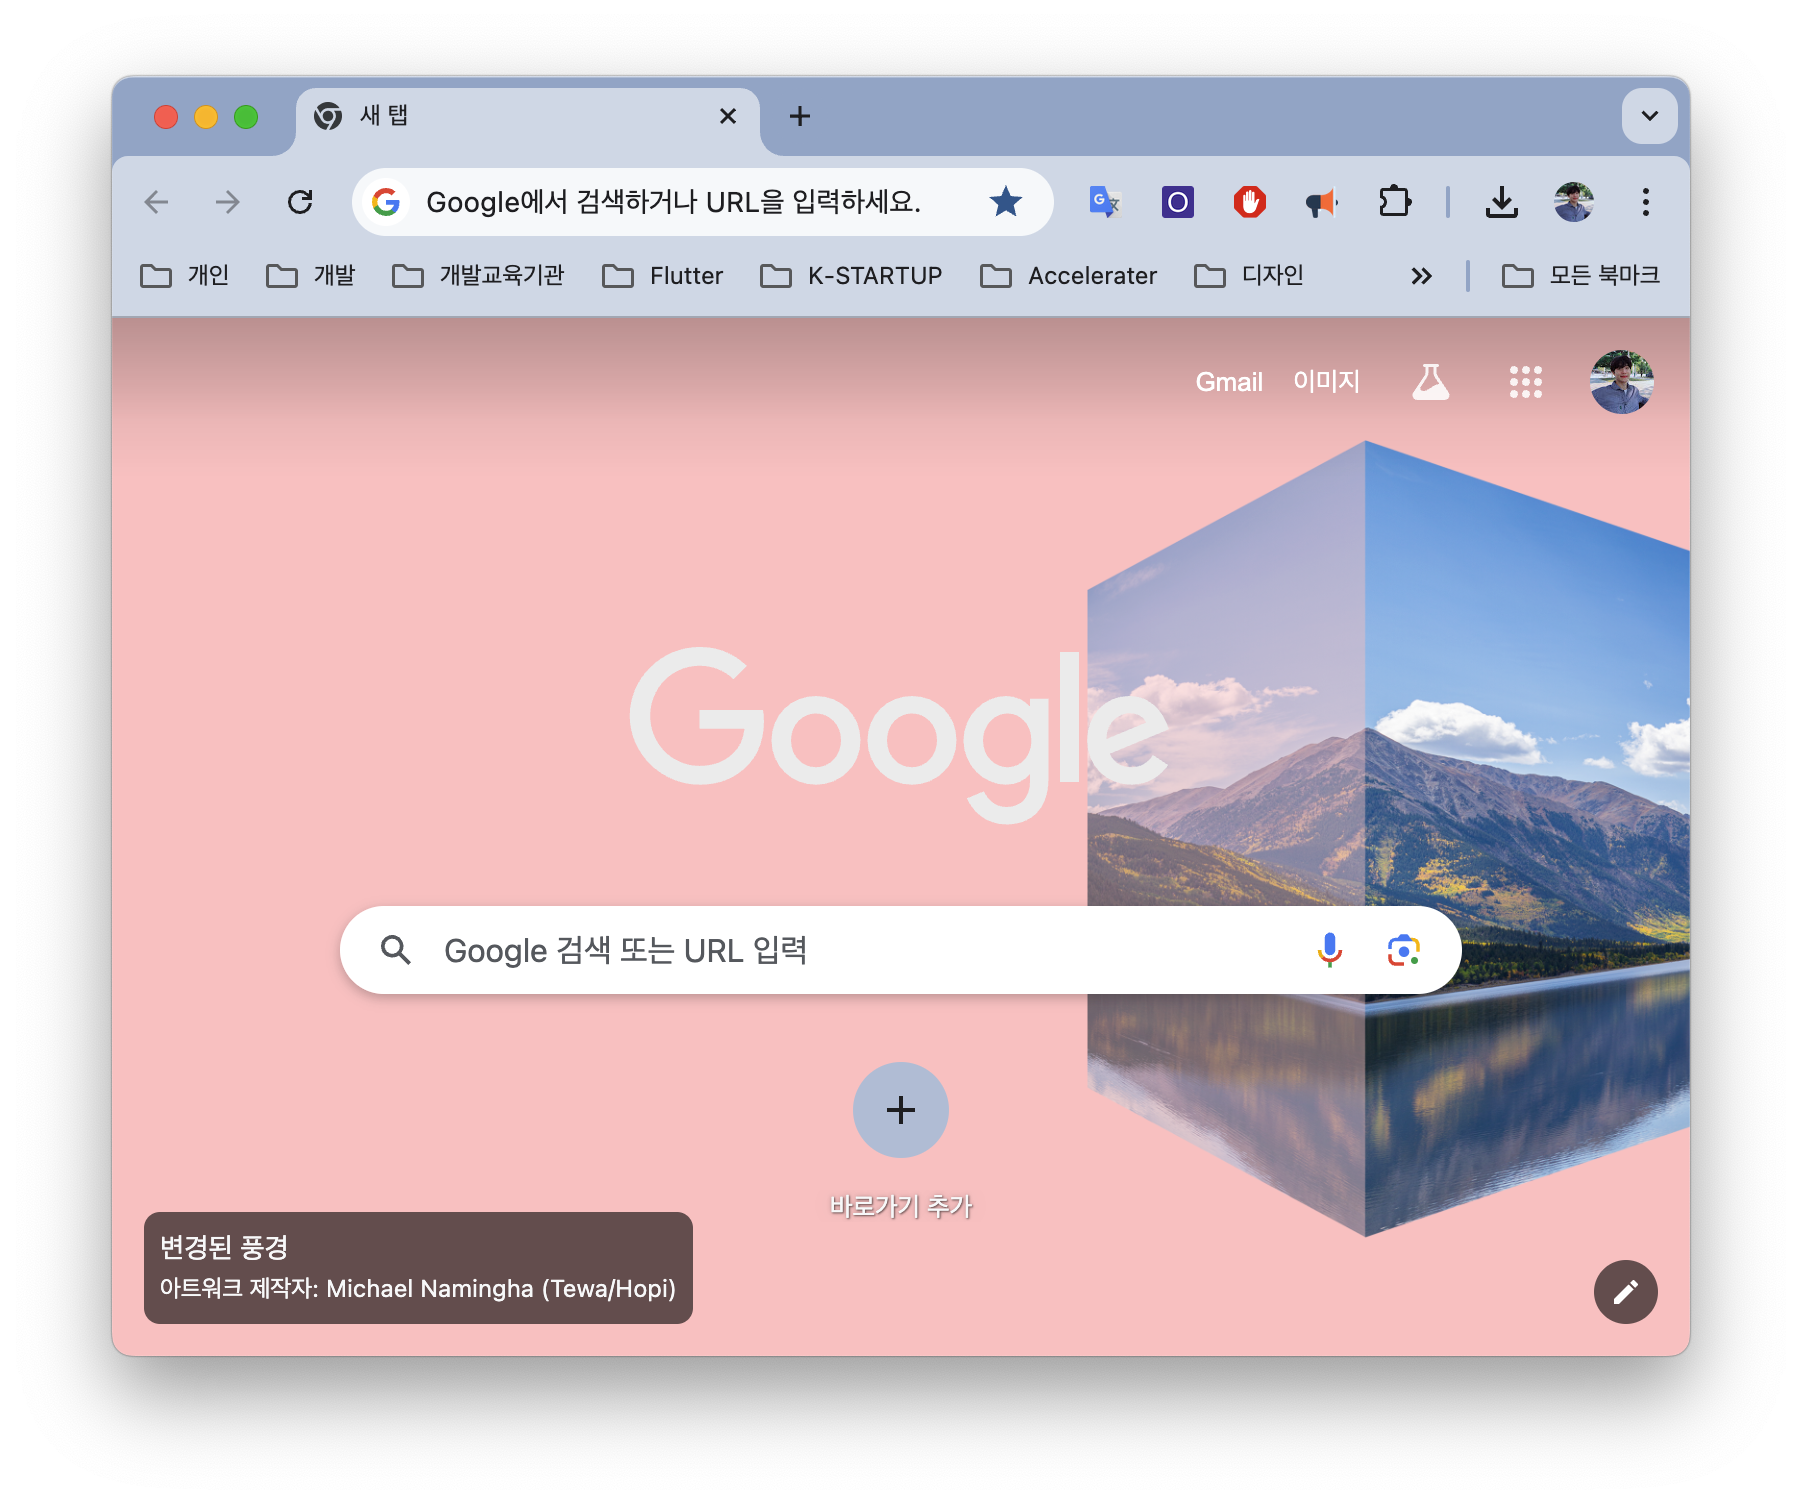 새 탭
Google에서 검색하거나 URL을 입력하세요.
개인 개발 개발교육기관 Flutter K-STARTUP Accelerater 디자인 모든 북마크
Gmail 이미지
Google
Google 검색 또는 URL 입력
바로가기 추가
변경된 풍경
아트워크 제작자: Michael Namingha (Tewa/Hopi)